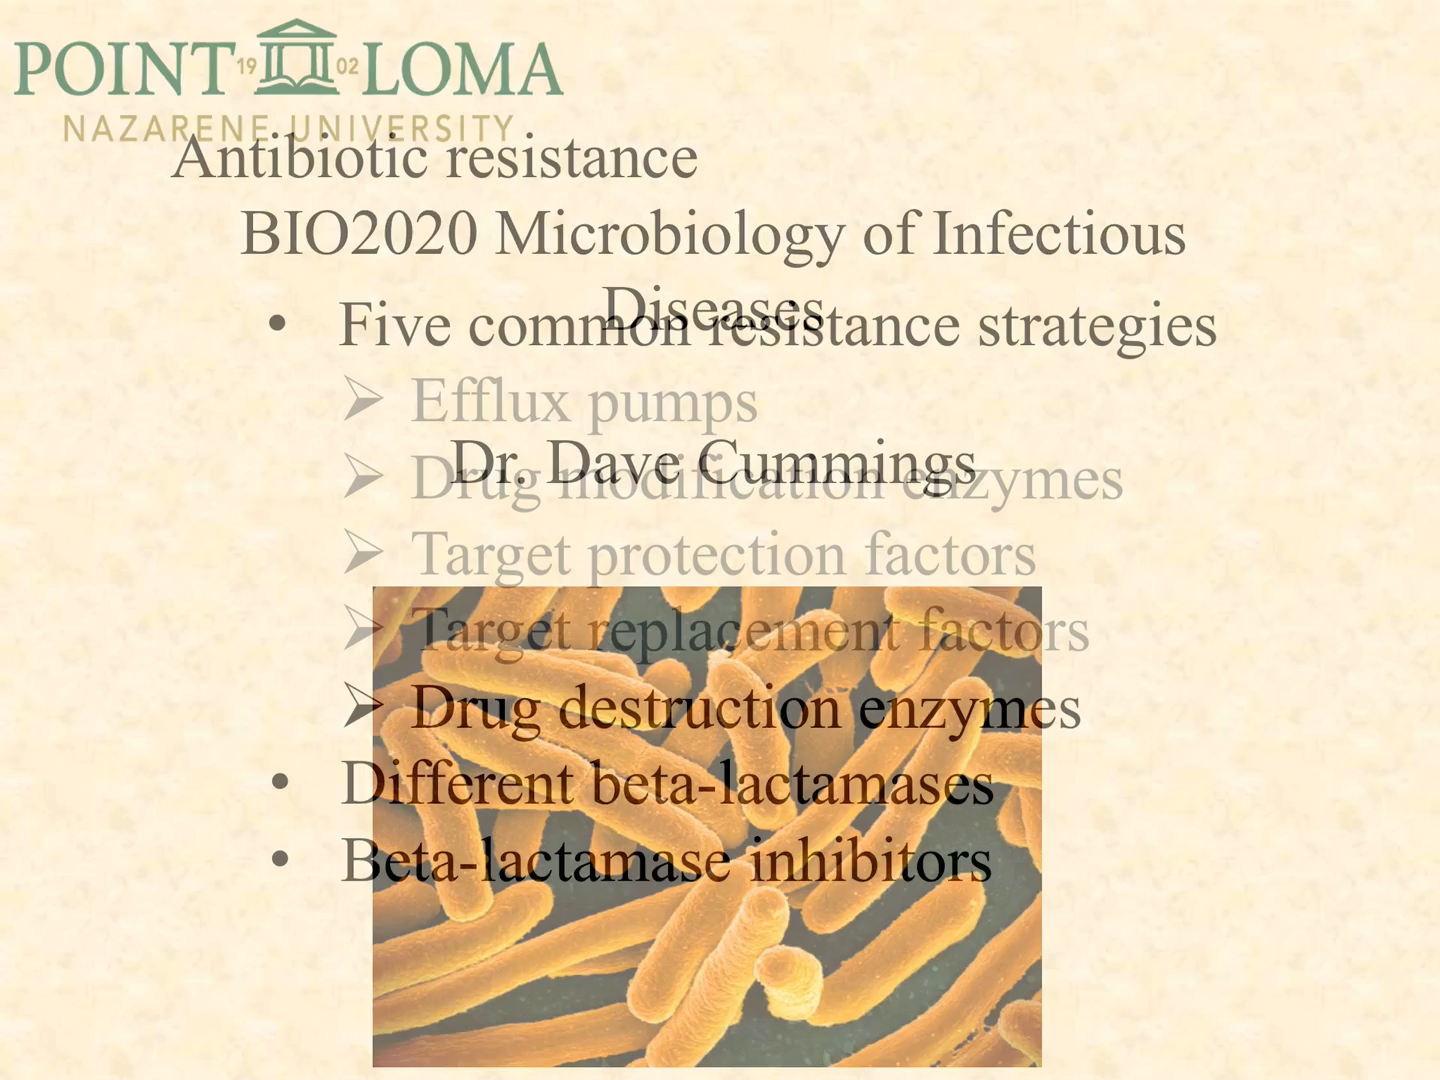 POINT 19 02 LOMA
NAZARENE UNIVERSITY
Antibiotic resistance
BIO2020 Microbiology of Infectious
Diseases
• Five common resistance strategies
➢ Efflux pumps
Dr. Dave Cummings
➢ Drug modification enzymes
➢ Target protection factors
➢ Target replacement factors
➢ Drug destruction enzymes
• Different beta-lactamases
• Beta-lactamase inhibitors